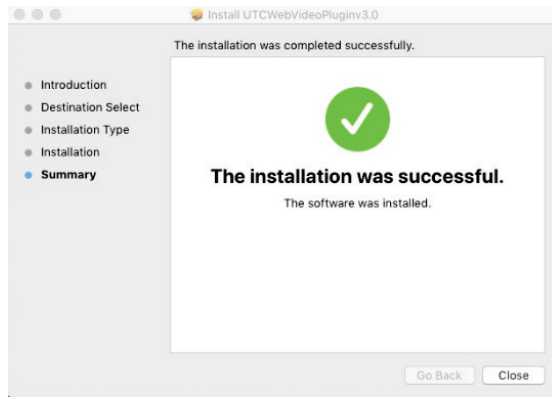 Install UTCWebVideoPluginv3.0
The installation was completed successfully.
Introduction
Destination Select
Installation Type
Installation
Summary
The installation was successful.
The software was installed.
Go Back
Close